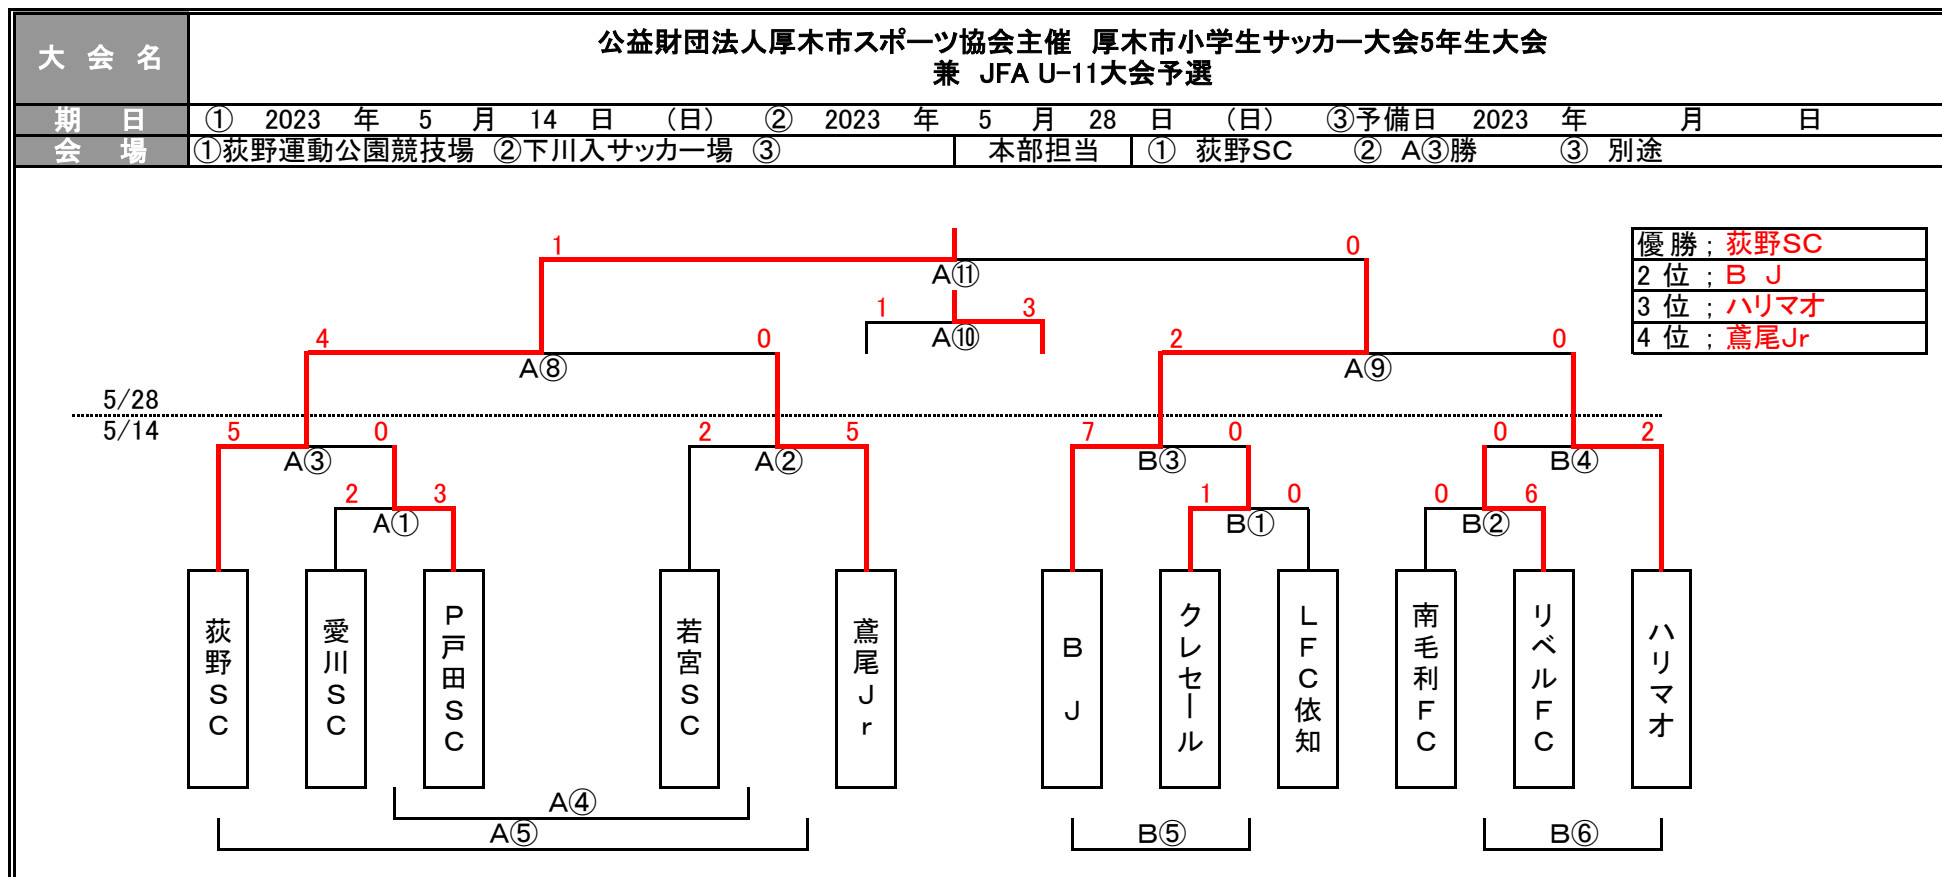 大会名
公益財団法人厚木市スポーツ協会主催　厚木市小学生サッカー大会5年生大会
兼　JFA U-11大会予選
期日 ① 2023 年 5 月 14 日 （日） ② 2023 年 5 月 28 日 （日） ③予備日 2023 年 月 日
会場 ①荻野運動公園競技場 ②下川入サッカー場 ③ 本部担当 ① 荻野SC ② A③勝 ③ 別途
1 0
A⑪
優勝；荻野SC
2 位；B J
3 位；ハリマオ
4 位；鳶尾Jr
1 3
A⑩
4 0 2 0
A⑧ A⑨
5/28
5/14
5 0 2 5 7 0 0 2
A③ A② B③ B④
2 3 1 0 0 6
A① B① B②
荻野SC
愛川SC
P戸田SC
若宮SC
鳶尾Jr
B J
クレセール
LFC依知
南毛利FC
リベルFC
ハリマオ
A④
A⑤ B⑤ B⑥